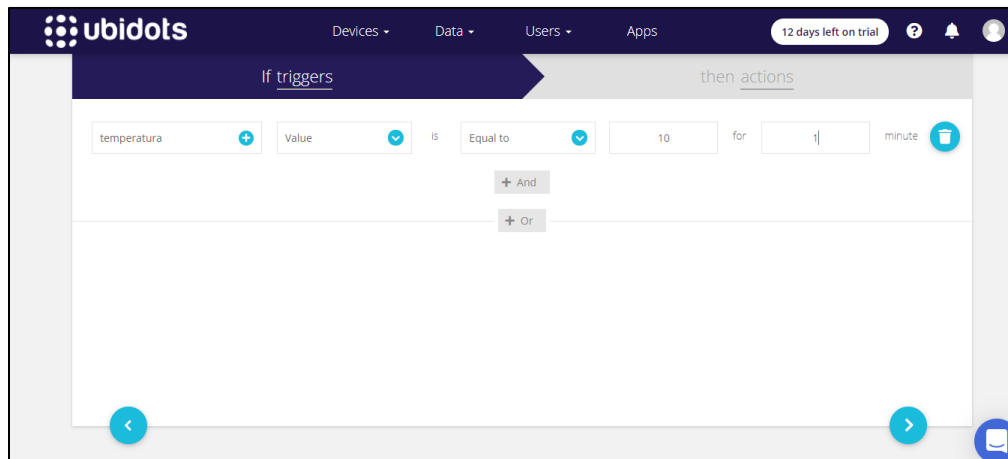 ubidots Devices Data Users Apps 12 days left on trial ?
If triggers then actions
temperatura Value is Equal to 10 for 1 minute
+ And
+ Or